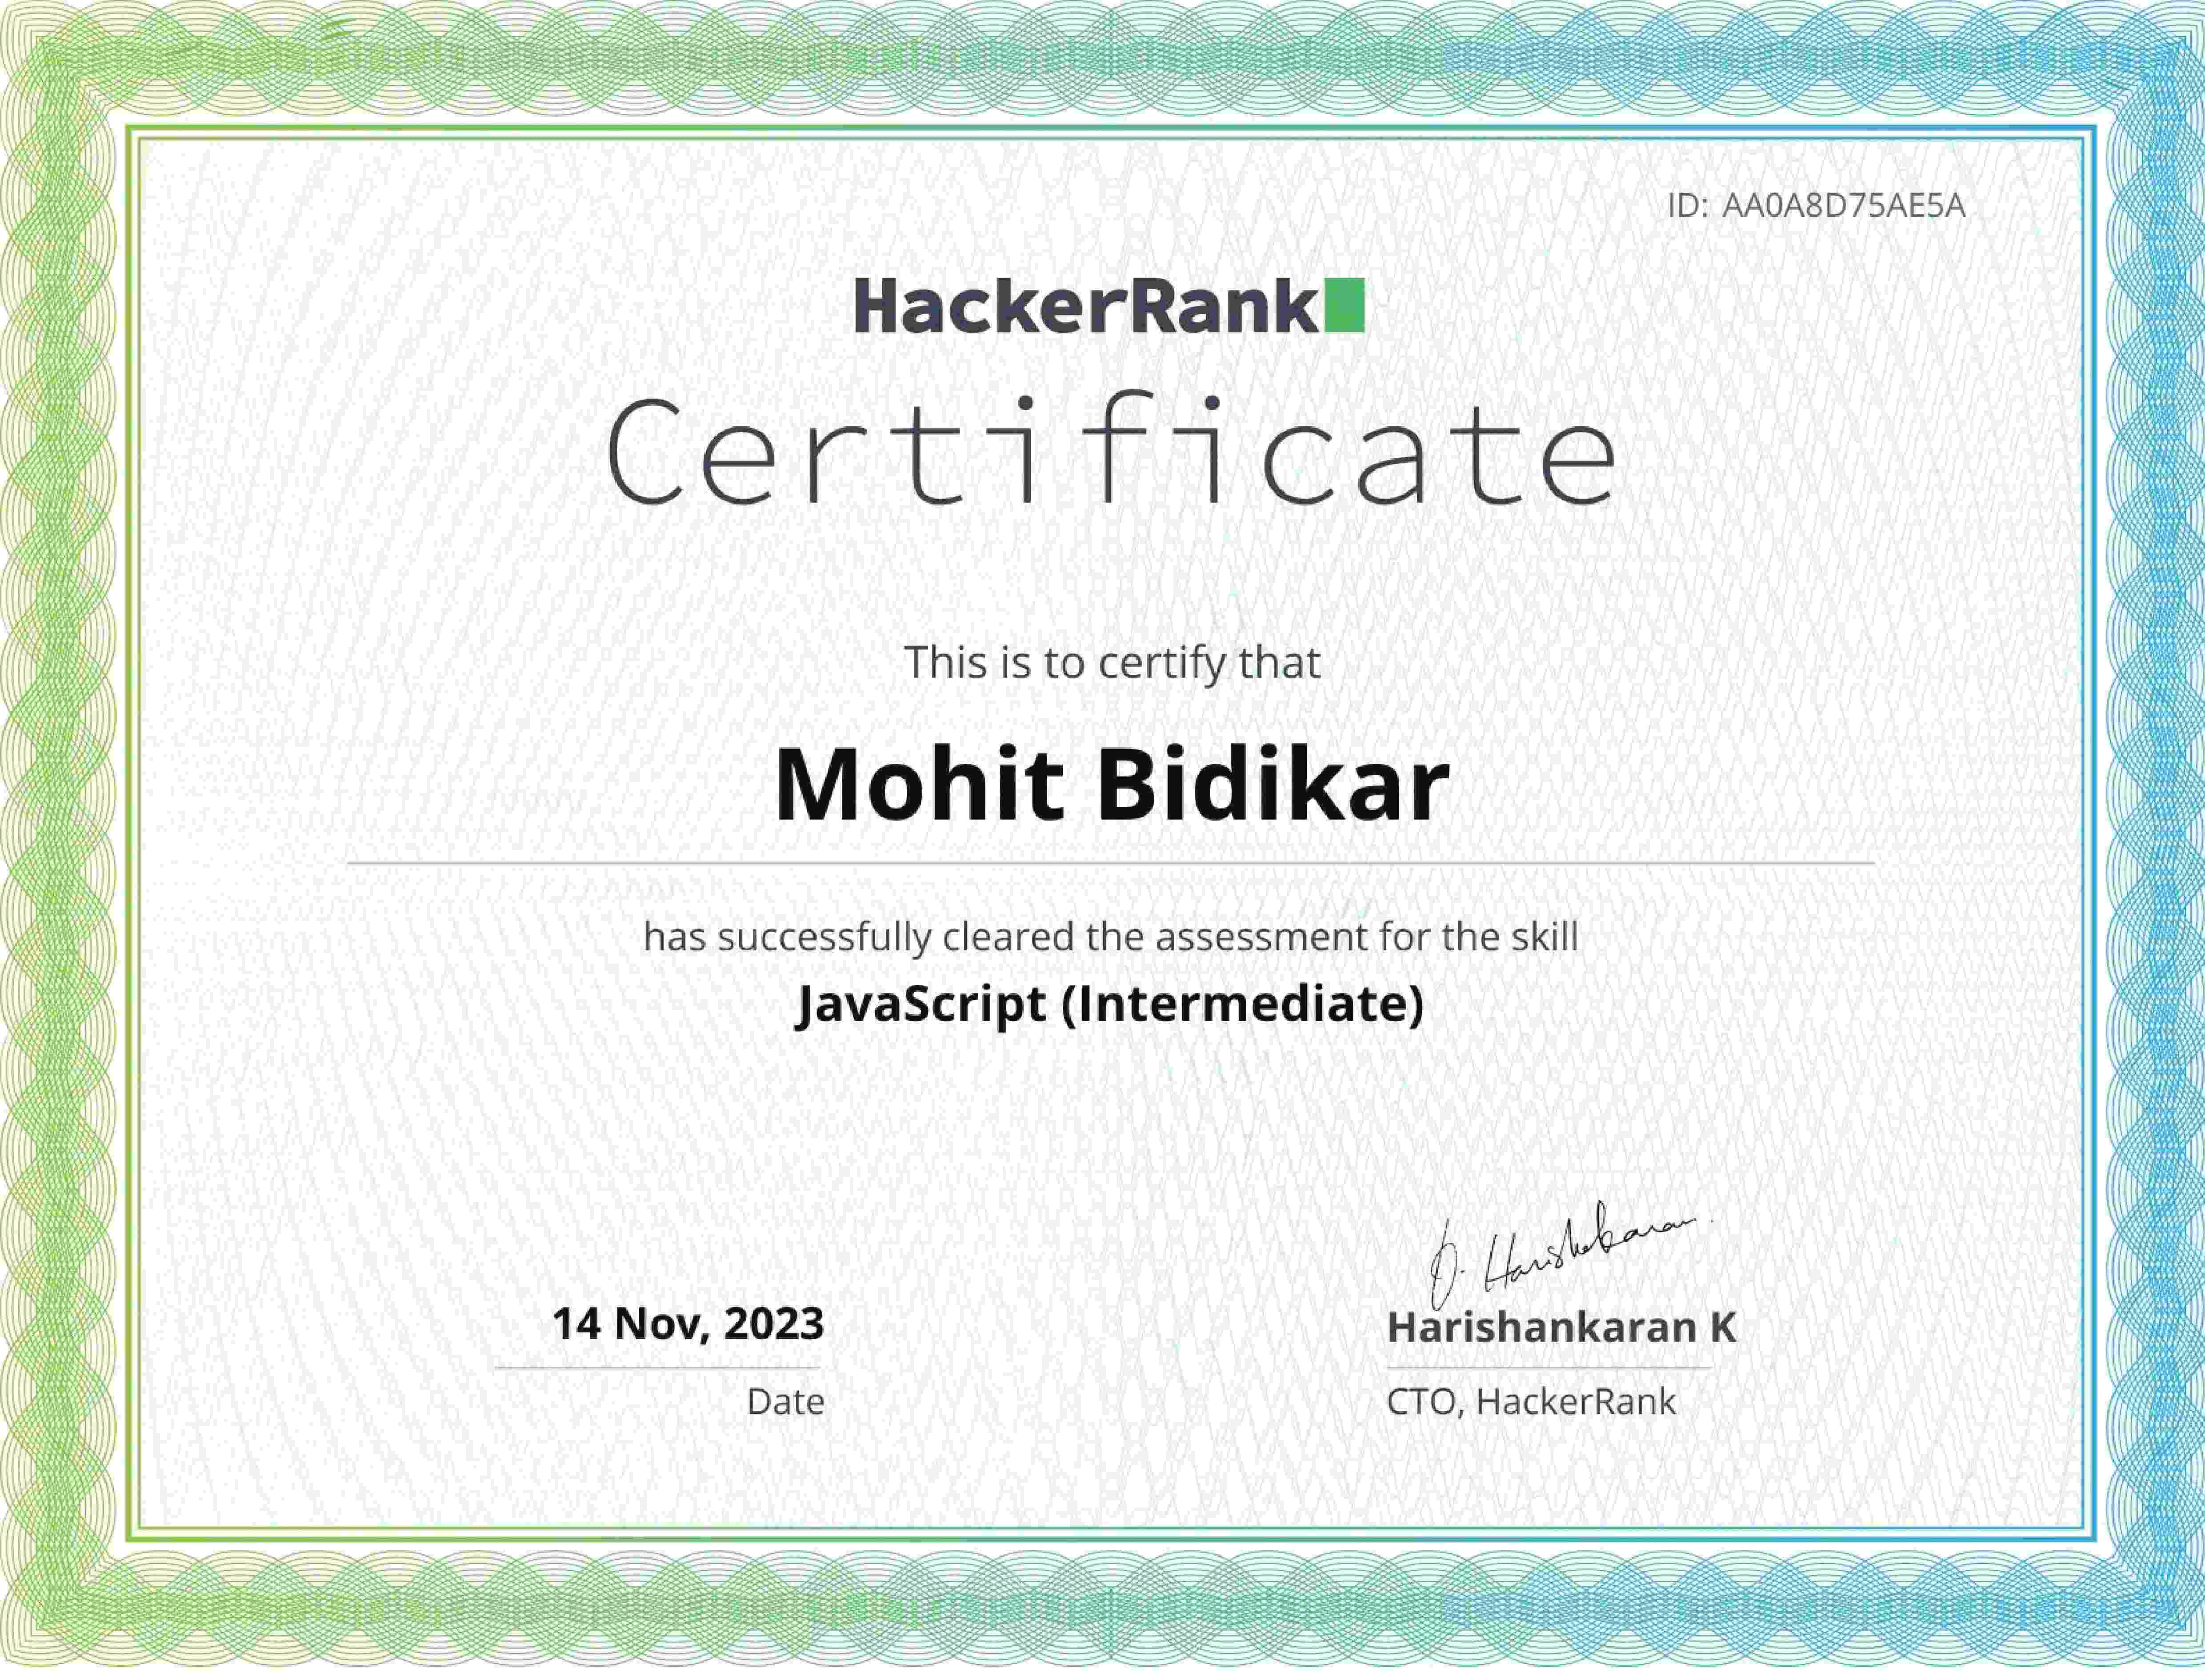 ID: AA0A8D75AE5A
HackerRank
Certificate
This is to certify that
Mohit Bidikar
has successfully cleared the assessment for the skill
JavaScript (Intermediate)
14 Nov, 2023
Date
Harishankaran K
CTO, HackerRank